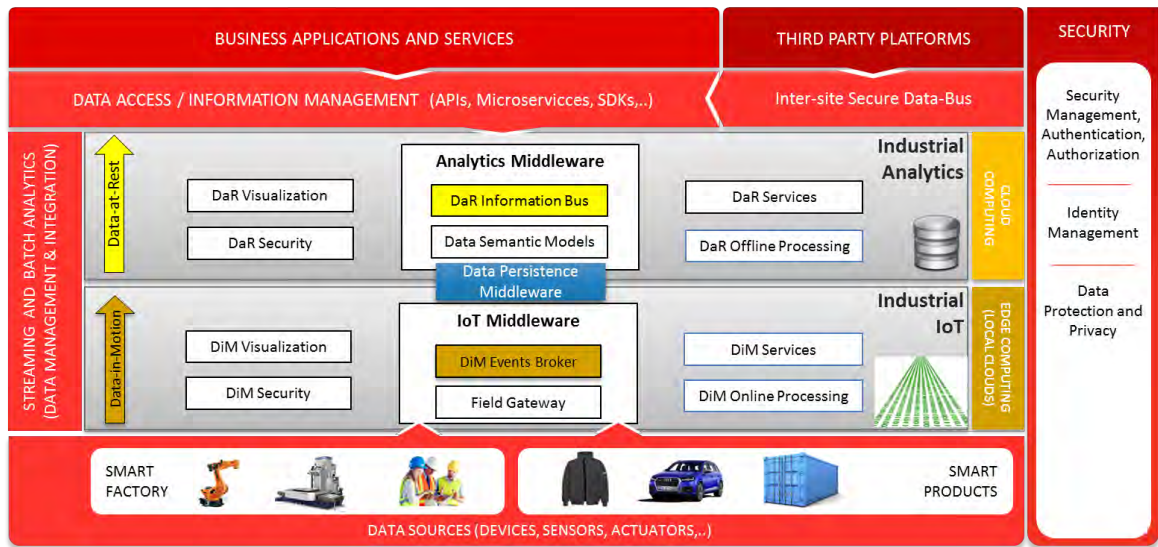 BUSINESS APPLICATIONS AND SERVICES
THIRD PARTY PLATFORMS
SECURITY
DATA ACCESS / INFORMATION MANAGEMENT (APIs, Microservicces, SDKs,..)
Inter-site Secure Data-Bus
Security
Management,
Authentication,
Authorization
Identity
Management
Data
Protection and
Privacy
STREAMING AND BATCH ANALYTICS
(DATA MANAGEMENT & INTEGRATION)
Data-at-Rest
DaR Visualization
DaR Security
Analytics Middleware
DaR Information Bus
Data Semantic Models
DaR Services
DaR Offline Processing
Industrial
Analytics
CLOUD
COMPUTING
Data Persistence
Middleware
Data-in-Motion
DiM Visualization
DiM Security
IoT Middleware
DiM Events Broker
Field Gateway
DiM Services
DiM Online Processing
Industrial
IoT
EDGE COMPUTING
(LOCAL CLOUDS)
SMART
FACTORY
SMART
PRODUCTS
DATA SOURCES (DEVICES, SENSORS, ACTUATORS,..)